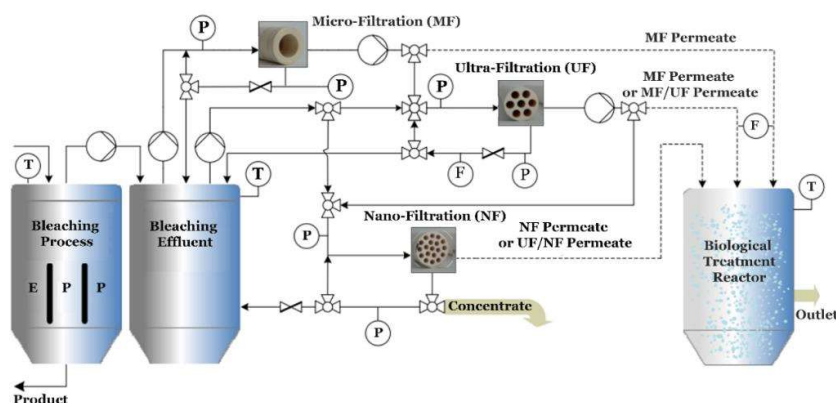 Micro-Filtration (MF)
P
MF Permeate
P
Ultra-Filtration (UF)
P
MF Permeate
or MF/UF Permeate
F
T
T
F
P
T
Bleaching
Process
Bleaching
Effluent
P
Nano-Filtration (NF)
NF Permeate
or UF/NF Permeate
Biological
Treatment
Reactor
E
P
P
Concentrate
P
Outlet
Product